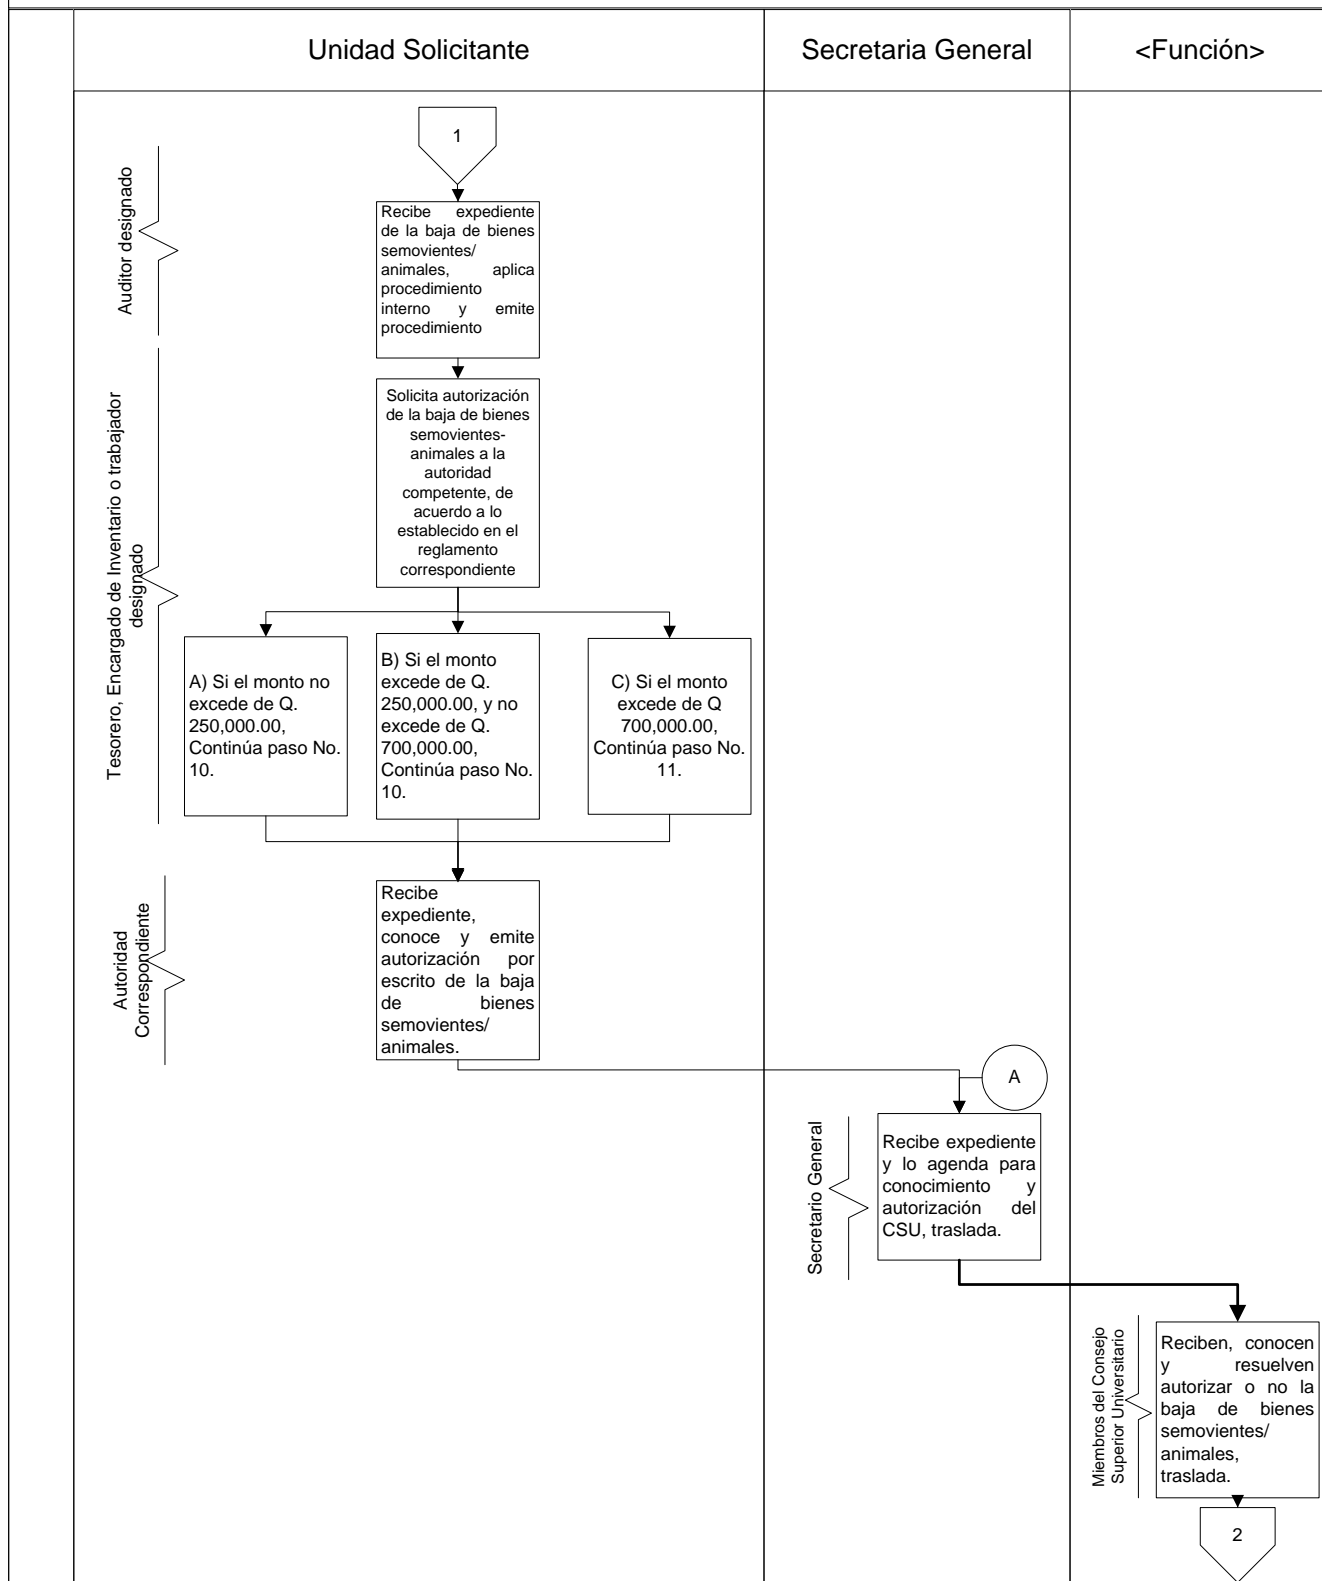 Unidad Solicitante
Secretaria General
<Función>
1
Auditor designado
Recibe expediente
de la baja de bienes
semovientes/
animales, aplica
procedimiento
interno y emite
procedimiento
Tesorero, Encargado de Inventario o trabajador
designado
Solicita autorización
de la baja de bienes
semovientes-
animales a la
autoridad
competente, de
acuerdo a lo
establecido en el
reglamento
correspondiente
A) Si el monto no
excede de Q.
250,000.00,
Continúa paso No.
10.
B) Si el monto
excede de Q.
250,000.00, y no
excede de Q.
700,000.00,
Continúa paso No.
10.
C) Si el monto
excede de Q
700,000.00,
Continúa paso No.
11.
Autoridad
Correspondiente
Recibe
expediente,
conoce y emite
autorización por
escrito de la baja
de bienes
semovientes/
animales.
A
Secretario General
Recibe expediente
y lo agenda para
conocimiento y
autorización del
CSU, traslada.
Miembros del Consejo
Superior Universitario
Reciben, conocen
y resuelven
autorizar o no la
baja de bienes
semovientes/
animales,
traslada.
2